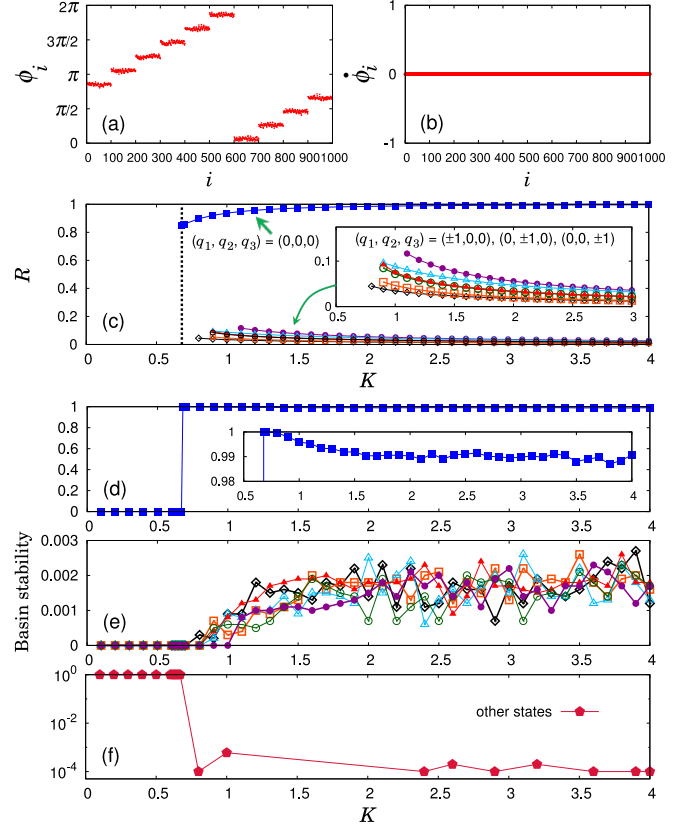 2π
3π/2
π
π/2
0
ϕi
(a)
0 100 200 300 400 500 600 700 800 9001000
i
1
0
-1
ϕ̇i
(b)
0 100 200 300 400 500 600 700 800 9001000
i
1
0.8
0.6
0.4
0.2
0
R
(q1, q2, q3) = (0,0,0)
(q1, q2, q3) = (±1,0,0), (0, ±1,0), (0,0, ±1)
0.1
0
0.5 1 1.5 2 2.5 3
(c)
0 0.5 1 1.5 2 2.5 3 3.5 4
K
1
0.8
0.6
0.4
0.2
0
1
0.99
0.98
0.5 1 1.5 2 2.5 3 3.5 4
(d)
0 0.5 1 1.5 2 2.5 3 3.5 4
Basin stability
0.003
0.002
0.001
0
(e)
0 0.5 1 1.5 2 2.5 3 3.5 4
10^0
10^-2
10^-4
other states
(f)
0 0.5 1 1.5 2 2.5 3 3.5 4
K